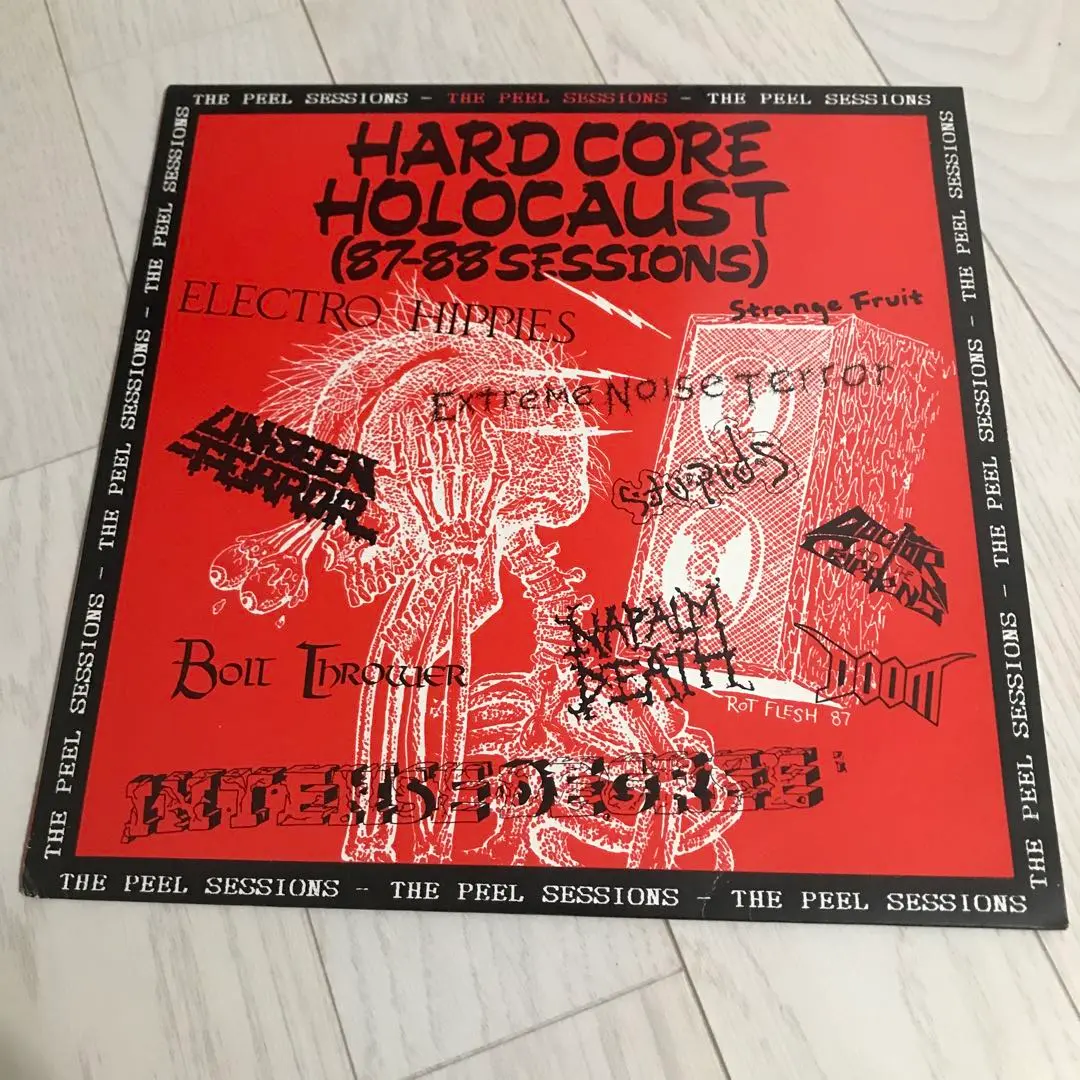 THE PEEL SESSIONS - THE PEEL SESSIONS - THE PEEL SESSIONS
THE PEEL SESSIONS - THE PEEL SESSIONS - THE PEEL SESSIONS
THE PEEL SESSIONS - THE PEEL SESSIONS - THE PEEL SESSIONS
HARD CORE
HOLOCAUST
(87-88 SESSIONS)
ELECTRO HIPPIES
Strange Fruit
Extreme Noise Terror
UNSEEN
TERROR
Stupids
DOCTOR
AND THE
CRIPPENS
NAPALM
DEATH
BOLT THROWER
DOOM
ROT FLESH 87
INTENSE DEGREE
THE PEEL SESSIONS - THE PEEL SESSIONS - THE PEEL SESSIONS